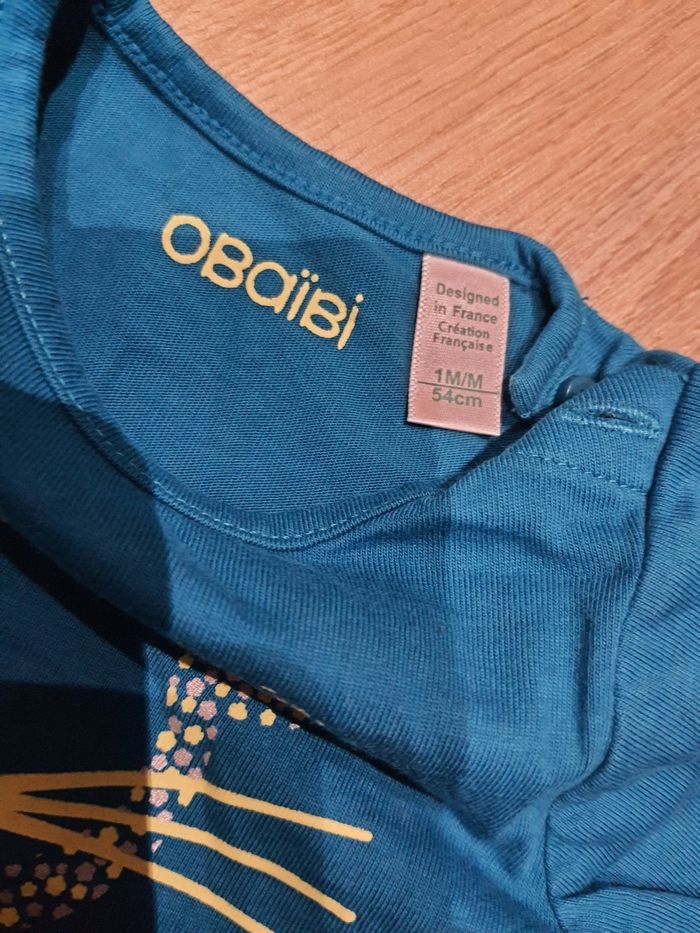 OBaïBi
Designed
in France
Création
Française
1M/M
54cm